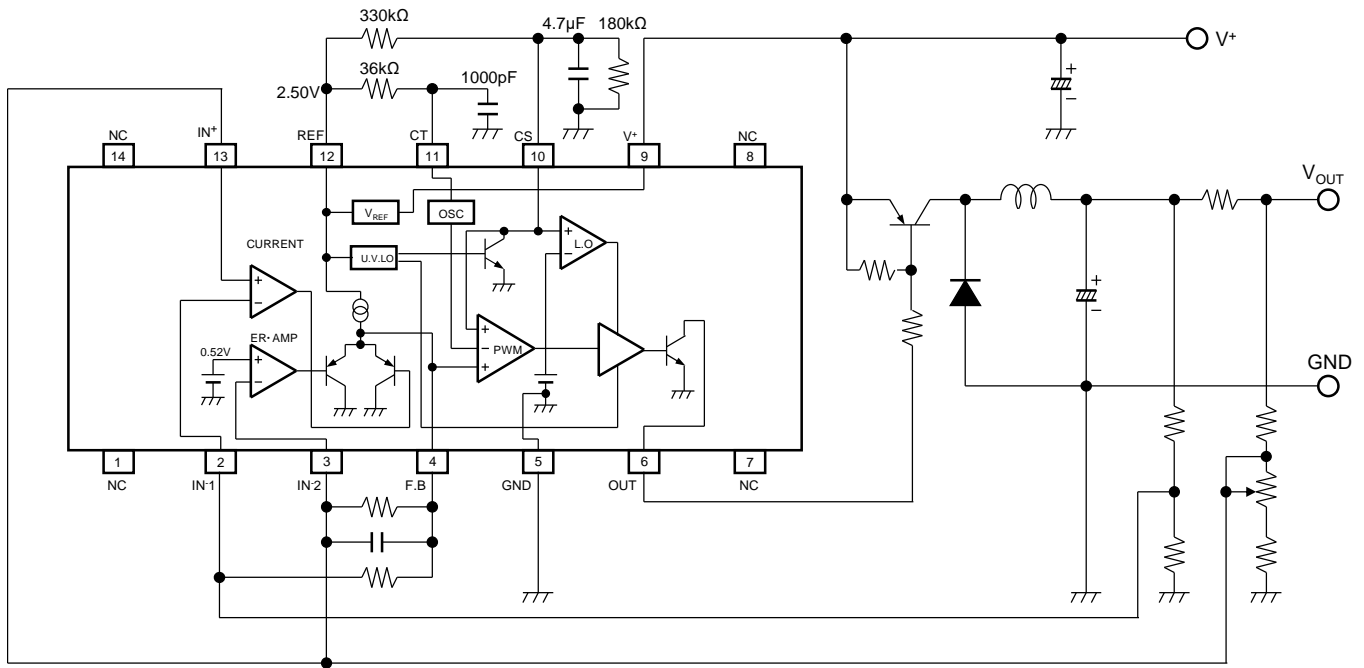 330kΩ
4.7μF 180kΩ
V+
36kΩ
1000pF
2.50V
+
−
NC
IN+
REF
CT
CS
V+
NC
14
13
12
11
10
9
8
VREF
OSC
VOUT
CURRENT
U.V.LO
+
L.O
−
+
−
+
−
+
PWM
+
−
ER·AMP
0.52V
+
−
GND
1
2
3
4
5
6
7
NC
IN-1
IN-2
F.B
GND
OUT
NC